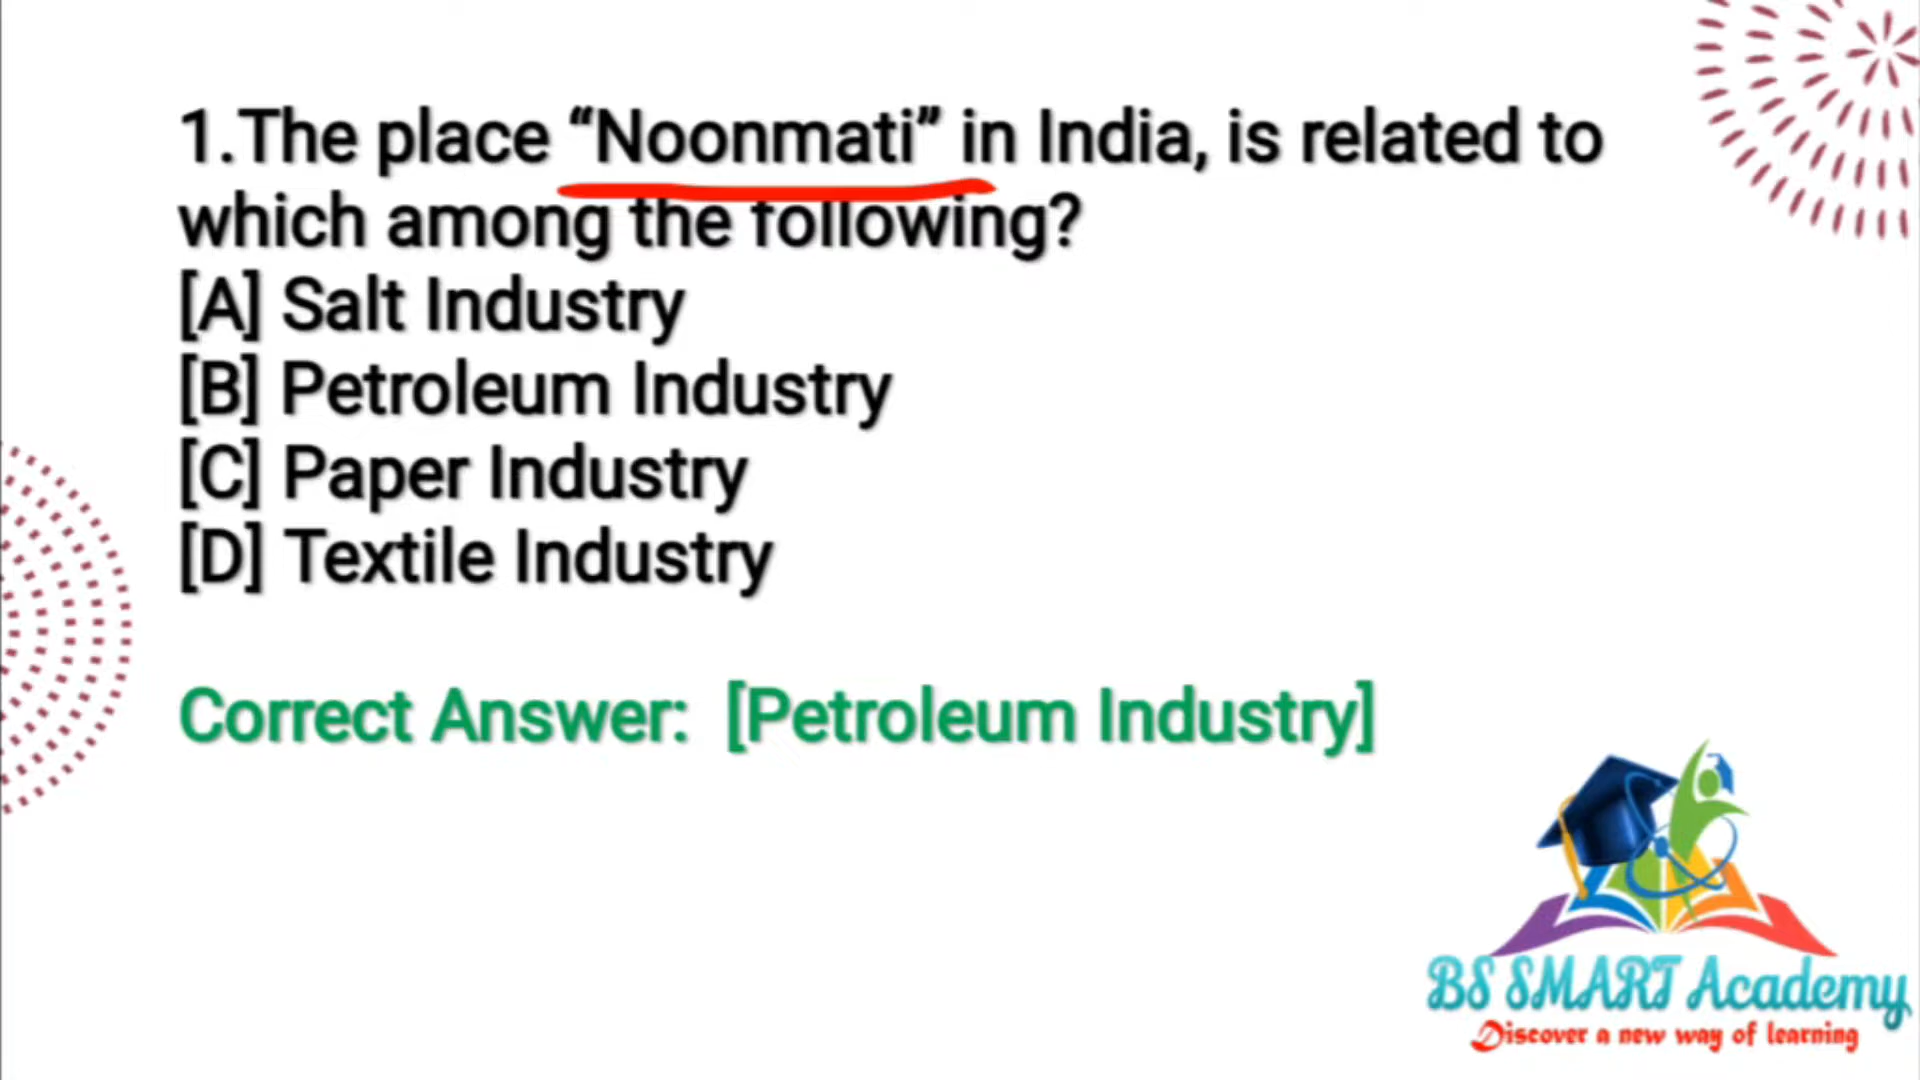 1.The place “Noonmati” in India, is related to
which among the following?
[A] Salt Industry
[B] Petroleum Industry
[C] Paper Industry
[D] Textile Industry
Correct Answer: [Petroleum Industry]
BS SMART Academy
Discover a new way of learning